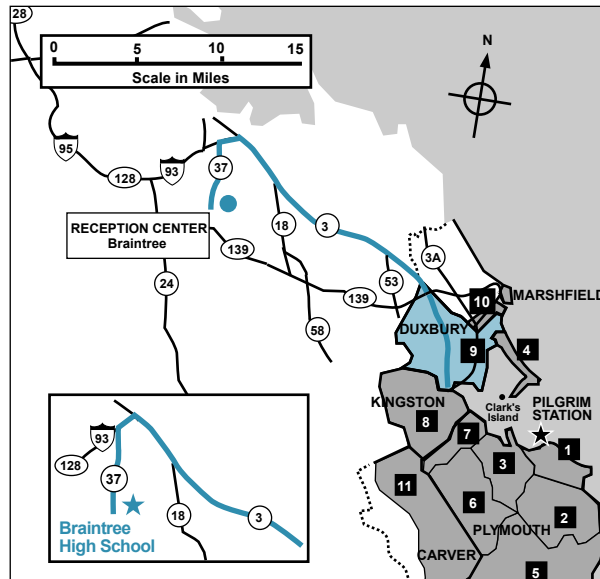 28
0 5 10 15
Scale in Miles
N
95
128
93
37
RECEPTION CENTER
Braintree
18
3
3A
139
24
53
139
58
10
MARSHFIELD
DUXBURY
9
4
KINGSTON
Clark's
Island
PILGRIM
STATION
8
7
1
3
11
6
2
PLYMOUTH
CARVER
5
93
128
37
18
3
Braintree
High School